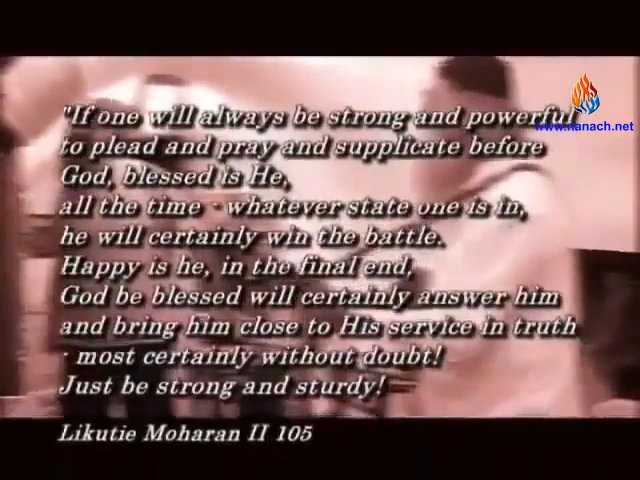 "If one will always be strong and powerful
www.nanach.net
to plead and pray and supplicate before
God, blessed is He,
all the time - whatever state one is in,
he will certainly win the battle.
Happy is he, in the final end,
God be blessed will certainly answer him
and bring him close to His service in truth
- most certainly without doubt!
Just be strong and sturdy!
Likutie Moharan II 105